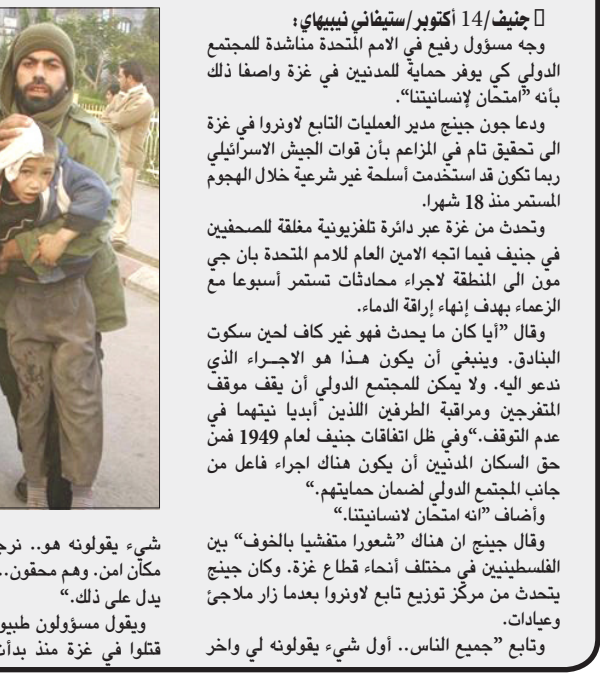 جنيف/14 أكتوبر/ستيفاني نيبيهاي:
وجه مسؤول رفيع في الامم المتحدة مناشدة للمجتمع
الدولي كي يوفر حماية للمدنيين في غزة واصفا ذلك
بأنه ”امتحان لإنسانيتنا“.
ودعا جون جينج مدير العمليات التابع لاونروا في غزة
الى تحقيق تام في المزاعم بأن قوات الجيش الاسرائيلي
ربما تكون قد استخدمت أسلحة غير شرعية خلال الهجوم
المستمر منذ 18 شهرا.
وتحدث من غزة عبر دائرة تلفزيونية مغلقة للصحفيين
في جنيف فيما اتجه الامين العام للامم المتحدة بان جي
مون الى المنطقة لاجراء محادثات تستمر أسبوعا مع
الزعماء بهدف إنهاء إراقة الدماء.
وقال ”أيا كان ما يحدث فهو غير كاف لحين سكوت
البنادق. وينبغي أن يكون هـذا هو الاجــراء الذي
ندعو اليه. ولا يمكن للمجتمع الدولي أن يقف موقف
المتفرجين ومراقبة الطرفين اللذين أبديا نيتهما في
عدم التوقف.“وفي ظل اتفاقات جنيف لعام 1949 فمن
حق السكان المدنيين أن يكون هناك اجراء فاعل من
جانب المجتمع الدولي لضمان حمايتهم.“
وأضاف ”انه امتحان لانسانيتنا.“
وقال جينج ان هناك ”شعورا متفشيا بالخوف“ بين
الفلسطينيين في مختلف أنحاء قطاع غزة. وكان جينج
يتحدث من مركز توزيع تابع لاونروا بعدما زار ملاجئ
وعيادات.
وتابع ”جميع الناس.. أول شيء يقولونه لي واخر
شيء يقولونه هو.. نرج
مكان امن. وهم محقون..
يدل على ذلك.“
ويقول مسؤولون طبيو
قتلوا في غزة منذ بدأت